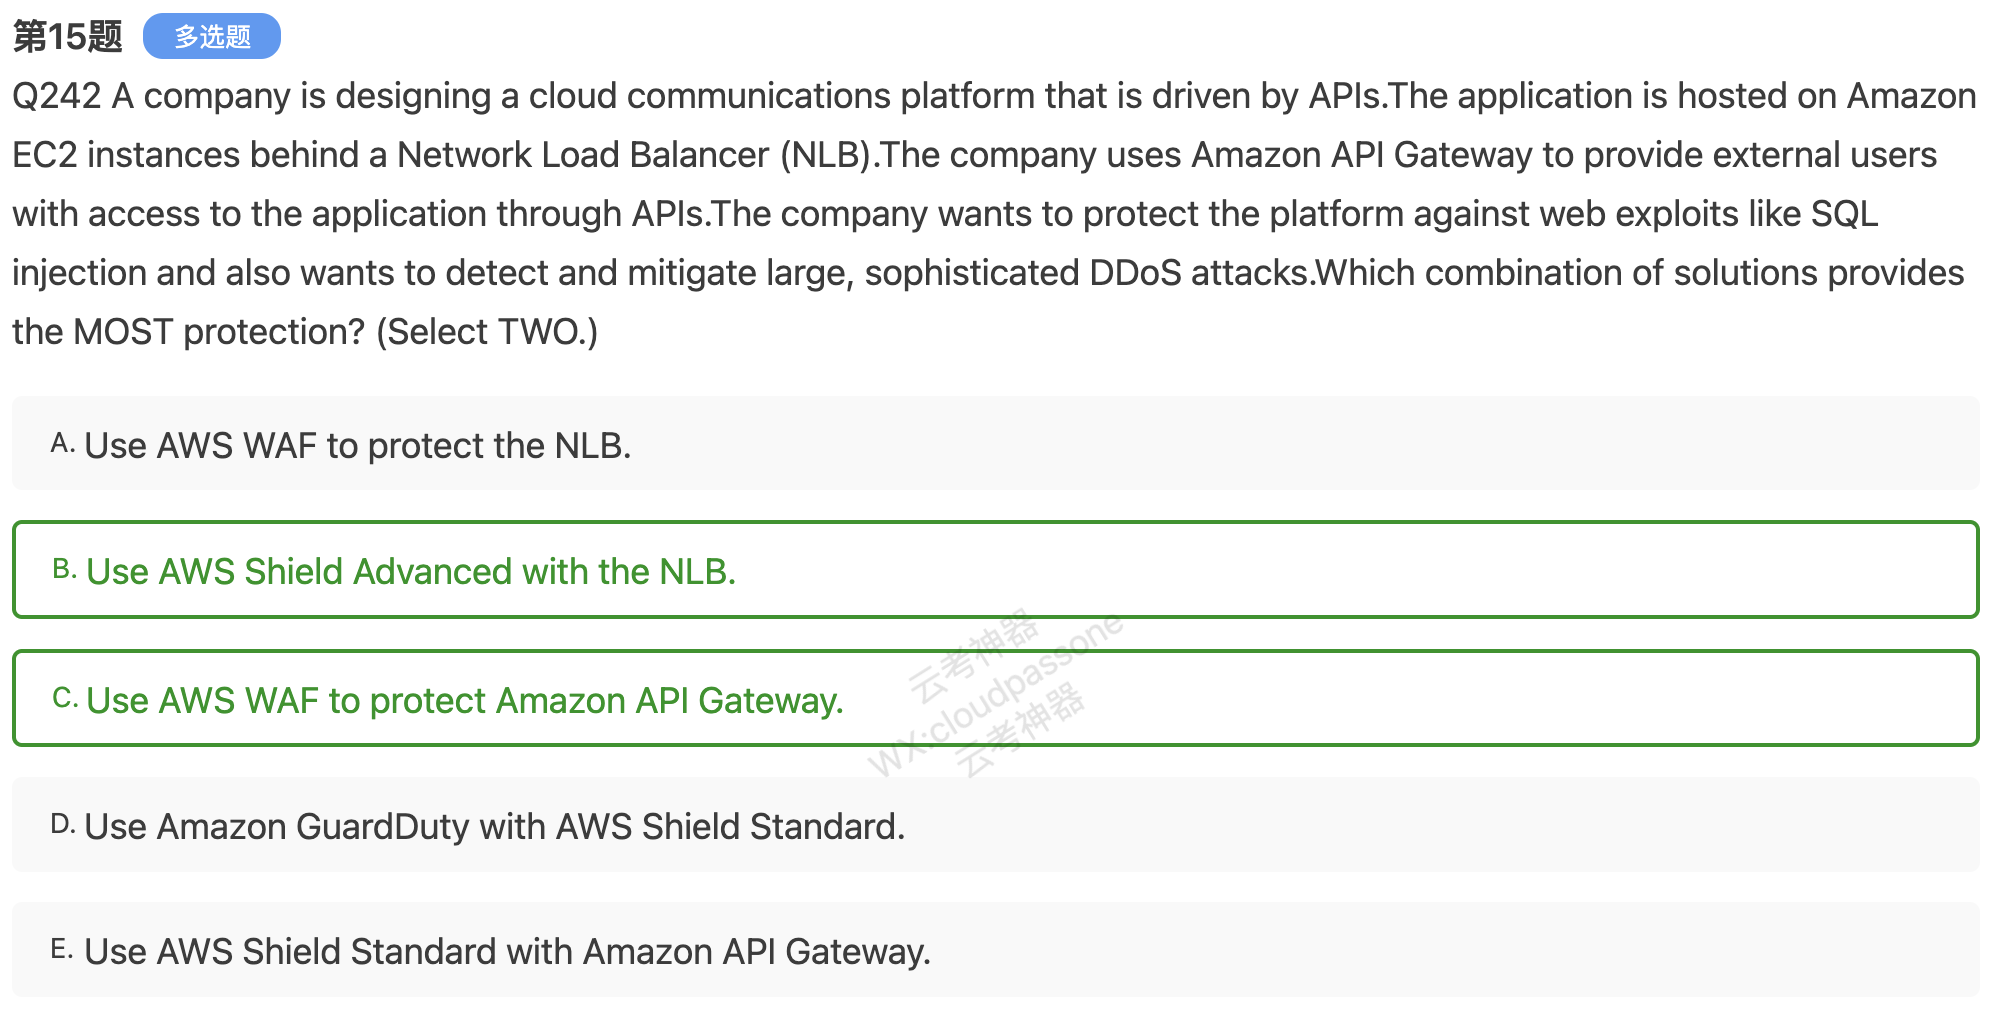 第15题 多选题
Q242 A company is designing a cloud communications platform that is driven by APIs.The application is hosted on Amazon
EC2 instances behind a Network Load Balancer (NLB).The company uses Amazon API Gateway to provide external users
with access to the application through APIs.The company wants to protect the platform against web exploits like SQL
injection and also wants to detect and mitigate large, sophisticated DDoS attacks.Which combination of solutions provides
the MOST protection? (Select TWO.)
A. Use AWS WAF to protect the NLB.
B. Use AWS Shield Advanced with the NLB.
C. Use AWS WAF to protect Amazon API Gateway.
云考神器
WX:cloudpassone
云考神器
D. Use Amazon GuardDuty with AWS Shield Standard.
E. Use AWS Shield Standard with Amazon API Gateway.